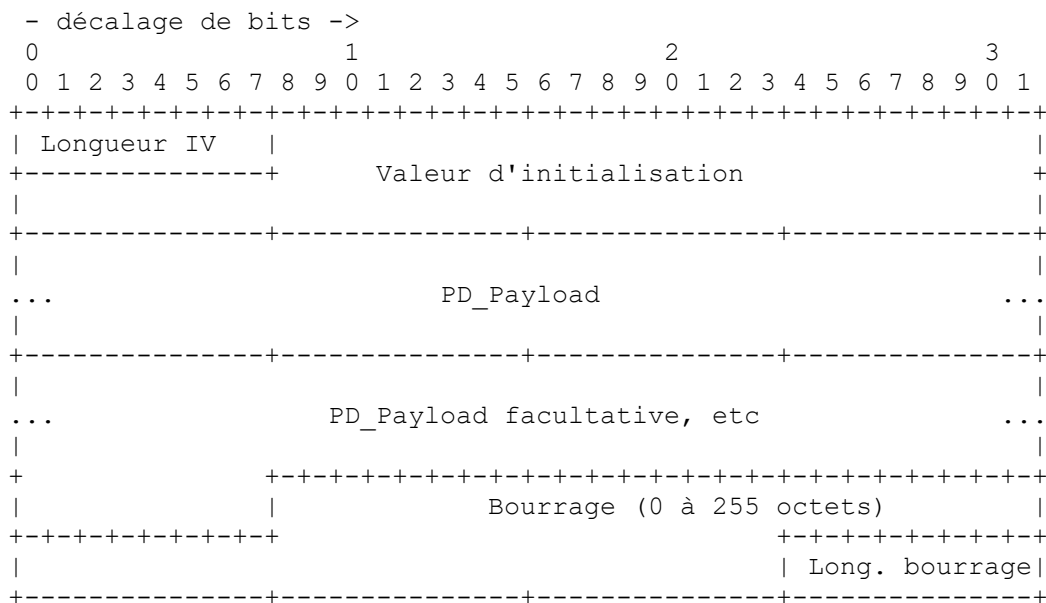 - décalage de bits ->
0 1 2 3
0 1 2 3 4 5 6 7 8 9 0 1 2 3 4 5 6 7 8 9 0 1 2 3 4 5 6 7 8 9 0 1
+-+-+-+-+-+-+-+-+-+-+-+-+-+-+-+-+-+-+-+-+-+-+-+-+-+-+-+-+-+-+-+-+
| Longueur IV | |
+---------------+ Valeur d'initialisation +
| |
+---------------+---------------+---------------+---------------+
| |
... PD_Payload ...
| |
+---------------+---------------+---------------+---------------+
| |
... PD_Payload facultative, etc ...
| |
+ +-+-+-+-+-+-+-+-+-+-+-+-+-+-+-+-+-+-+-+-+-+-+-+-+
| | Bourrage (0 à 255 octets) |
+-+-+-+-+-+-+-+-+ +-+-+-+-+-+-+-+-+
| | Long. bourrage|
+---------------+---------------+---------------+---------------+